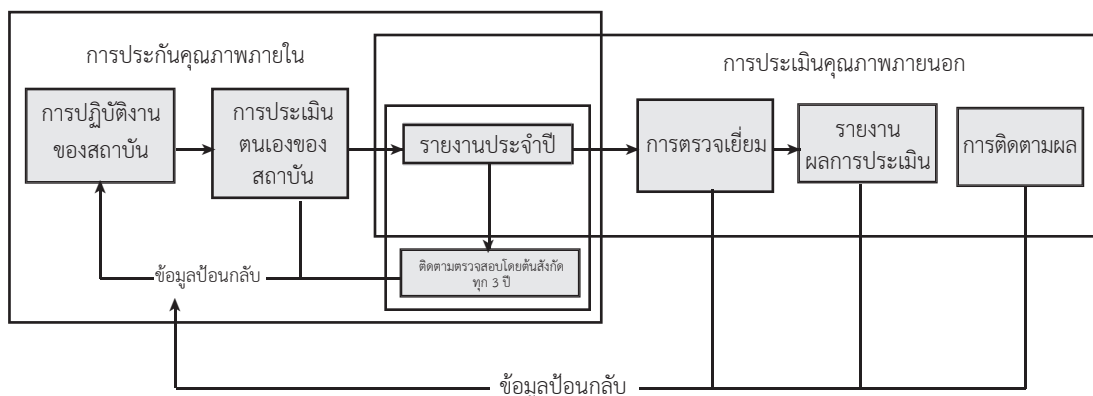 การประกันคุณภาพภายใน
การประเมินคุณภาพภายนอก
การปฏิบัติงาน
ของสถาบัน
การประเมิน
ตนเองของ
สถาบัน
รายงานประจำปี
การตรวจเยี่ยม
รายงาน
ผลการประเมิน
การติดตามผล
ติดตามตรวจสอบโดยต้นสังกัด
ทุก 3 ปี
ข้อมูลป้อนกลับ
ข้อมูลป้อนกลับ